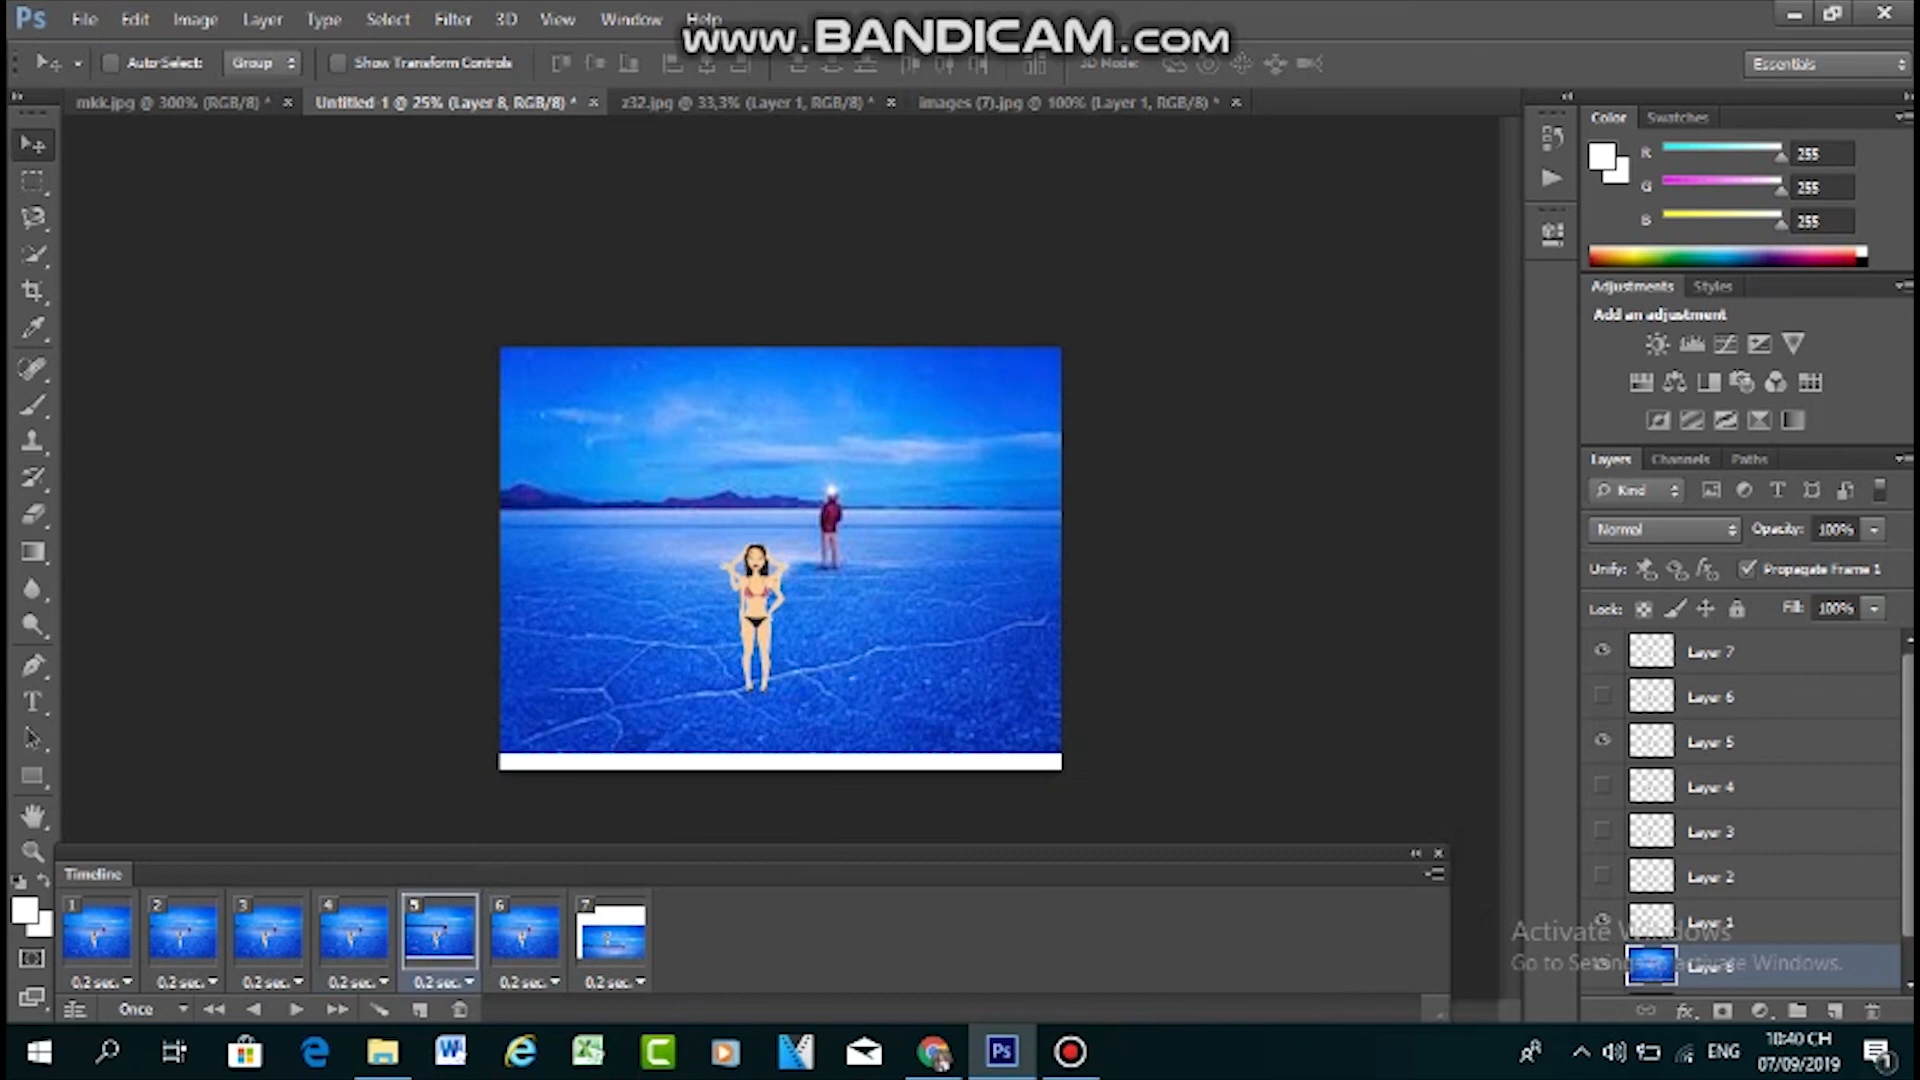 Ps File Edit Image Layer Type Select Filter 3D View Window Help
www.BANDICAM.com
Auto-Select: Group Show Transform Controls 3D Mode: Essentials
mkk.jpg @ 300% (RGB/8) * Untitled-1 @ 25% (Layer 8, RGB/8) * z32.jpg @ 33,3% (Layer 1, RGB/8) * images (7).jpg @ 100% (Layer 1, RGB/8) *
Color Swatches
R 255
G 255
B 255
Adjustments Styles
Add an adjustment
Layers Channels Paths
Kind
Normal Opacity: 100%
Unify: Propagate Frame 1
Lock: Fill: 100%
Layer 7
Layer 6
Layer 5
Layer 4
Layer 3
Layer 2
Layer 1
Layer 8
Activate Windows
Go to Settings to activate Windows.
Timeline
1 2 3 4 5 6 7
0,2 sec. 0,2 sec. 0,2 sec. 0,2 sec. 0,2 sec. 0,2 sec. 0,2 sec.
Once
ENG
10:40 CH
07/09/2019